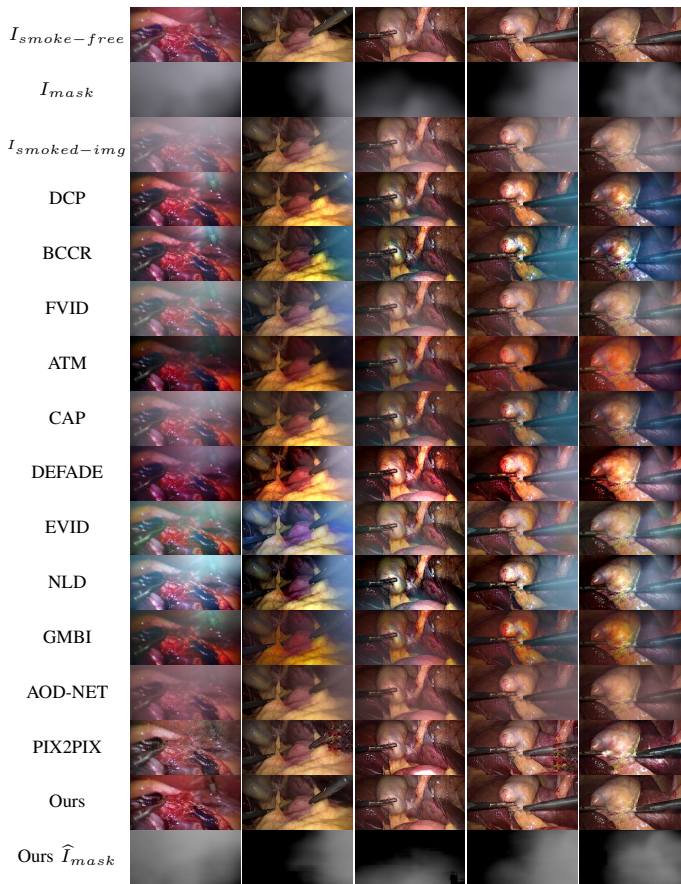 I_{smoke-free}
I_{mask}
I_{smoked-img}
DCP
BCCR
FVID
ATM
CAP
DEFADE
EVID
NLD
GMBI
AOD-NET
PIX2PIX
Ours
Ours Î_{mask}